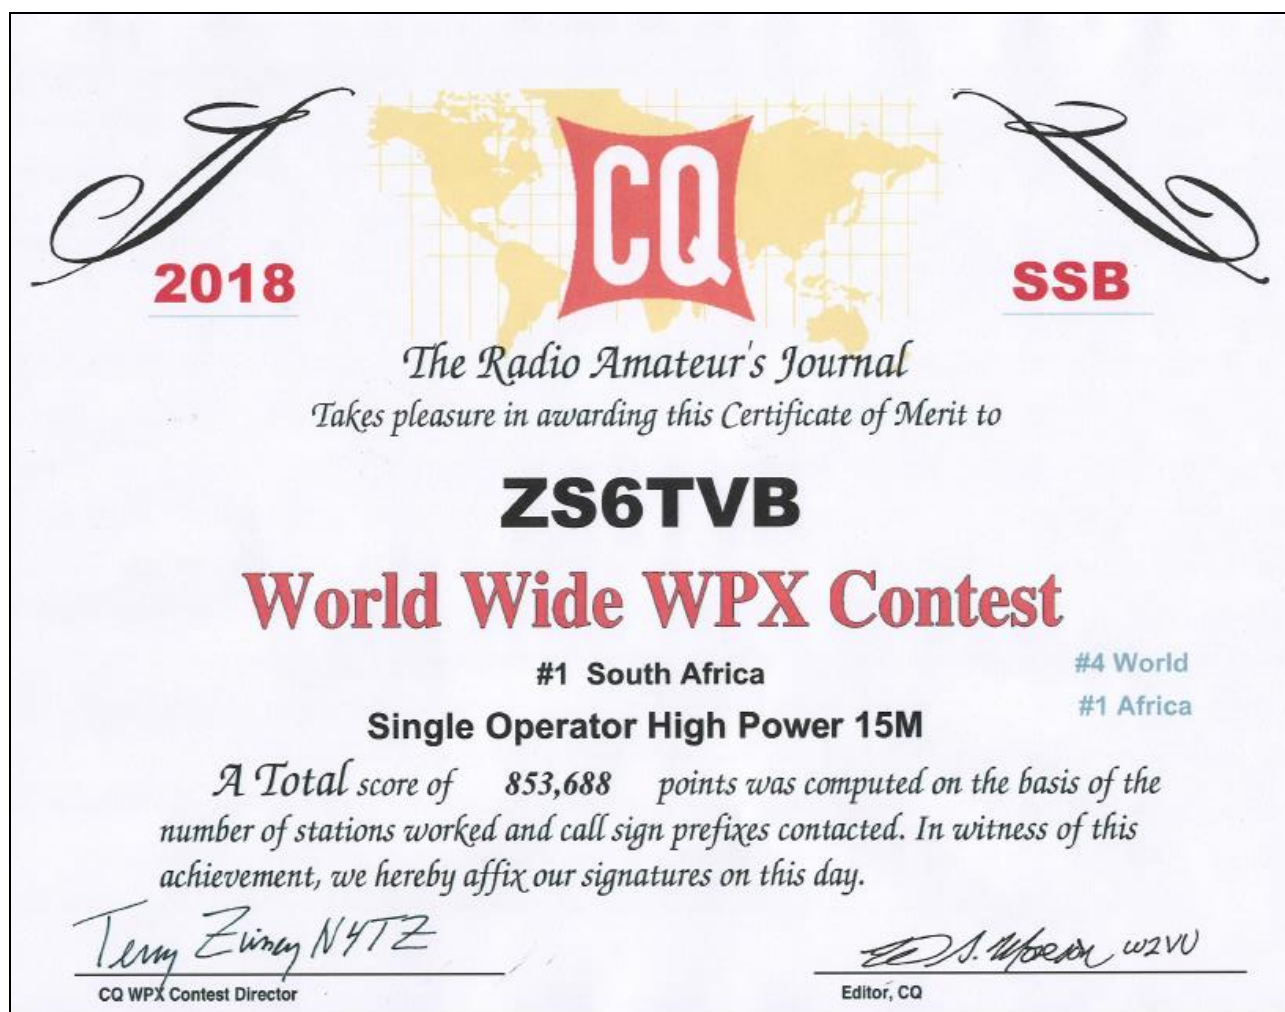 CQ
2018
SSB
The Radio Amateur's Journal
Takes pleasure in awarding this Certificate of Merit to
ZS6TVB
World Wide WPX Contest
#1 South Africa
#4 World
#1 Africa
Single Operator High Power 15M
A Total score of 853,688 points was computed on the basis of the
number of stations worked and call sign prefixes contacted. In witness of this
achievement, we hereby affix our signatures on this day.
Terry N4TZ
S. W2VU
CQ WPX Contest Director
Editor, CQ